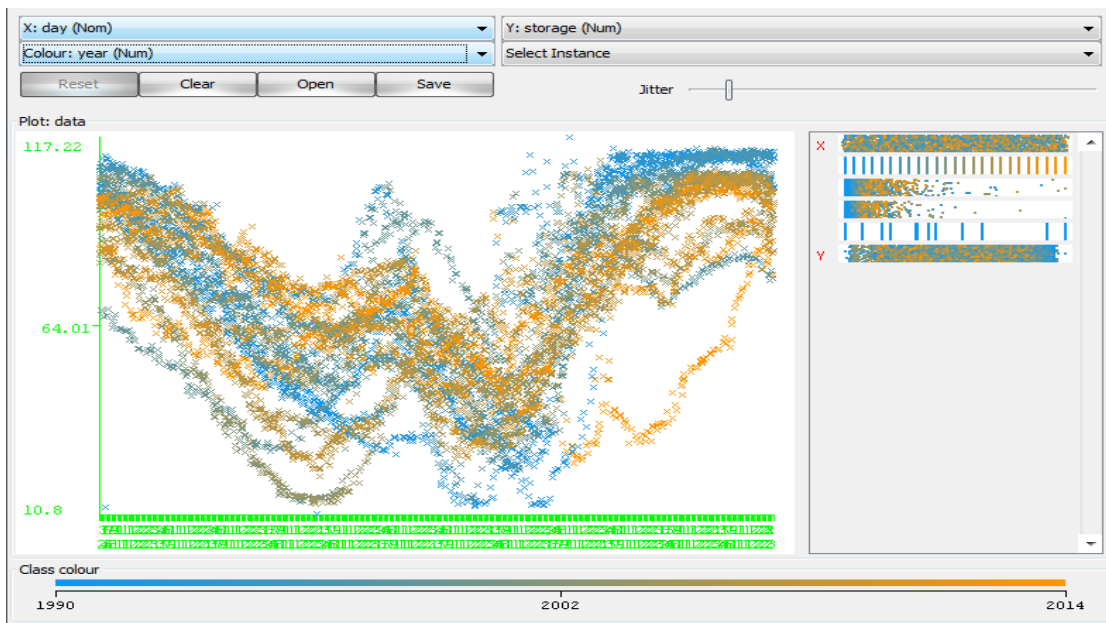 X: day (Nom)
Y: storage (Num)
Colour: year (Num)
Select Instance
Reset
Clear
Open
Save
Jitter
Plot: data
117.22
64.01
10.8
X
Y
Class colour
1990
2002
2014